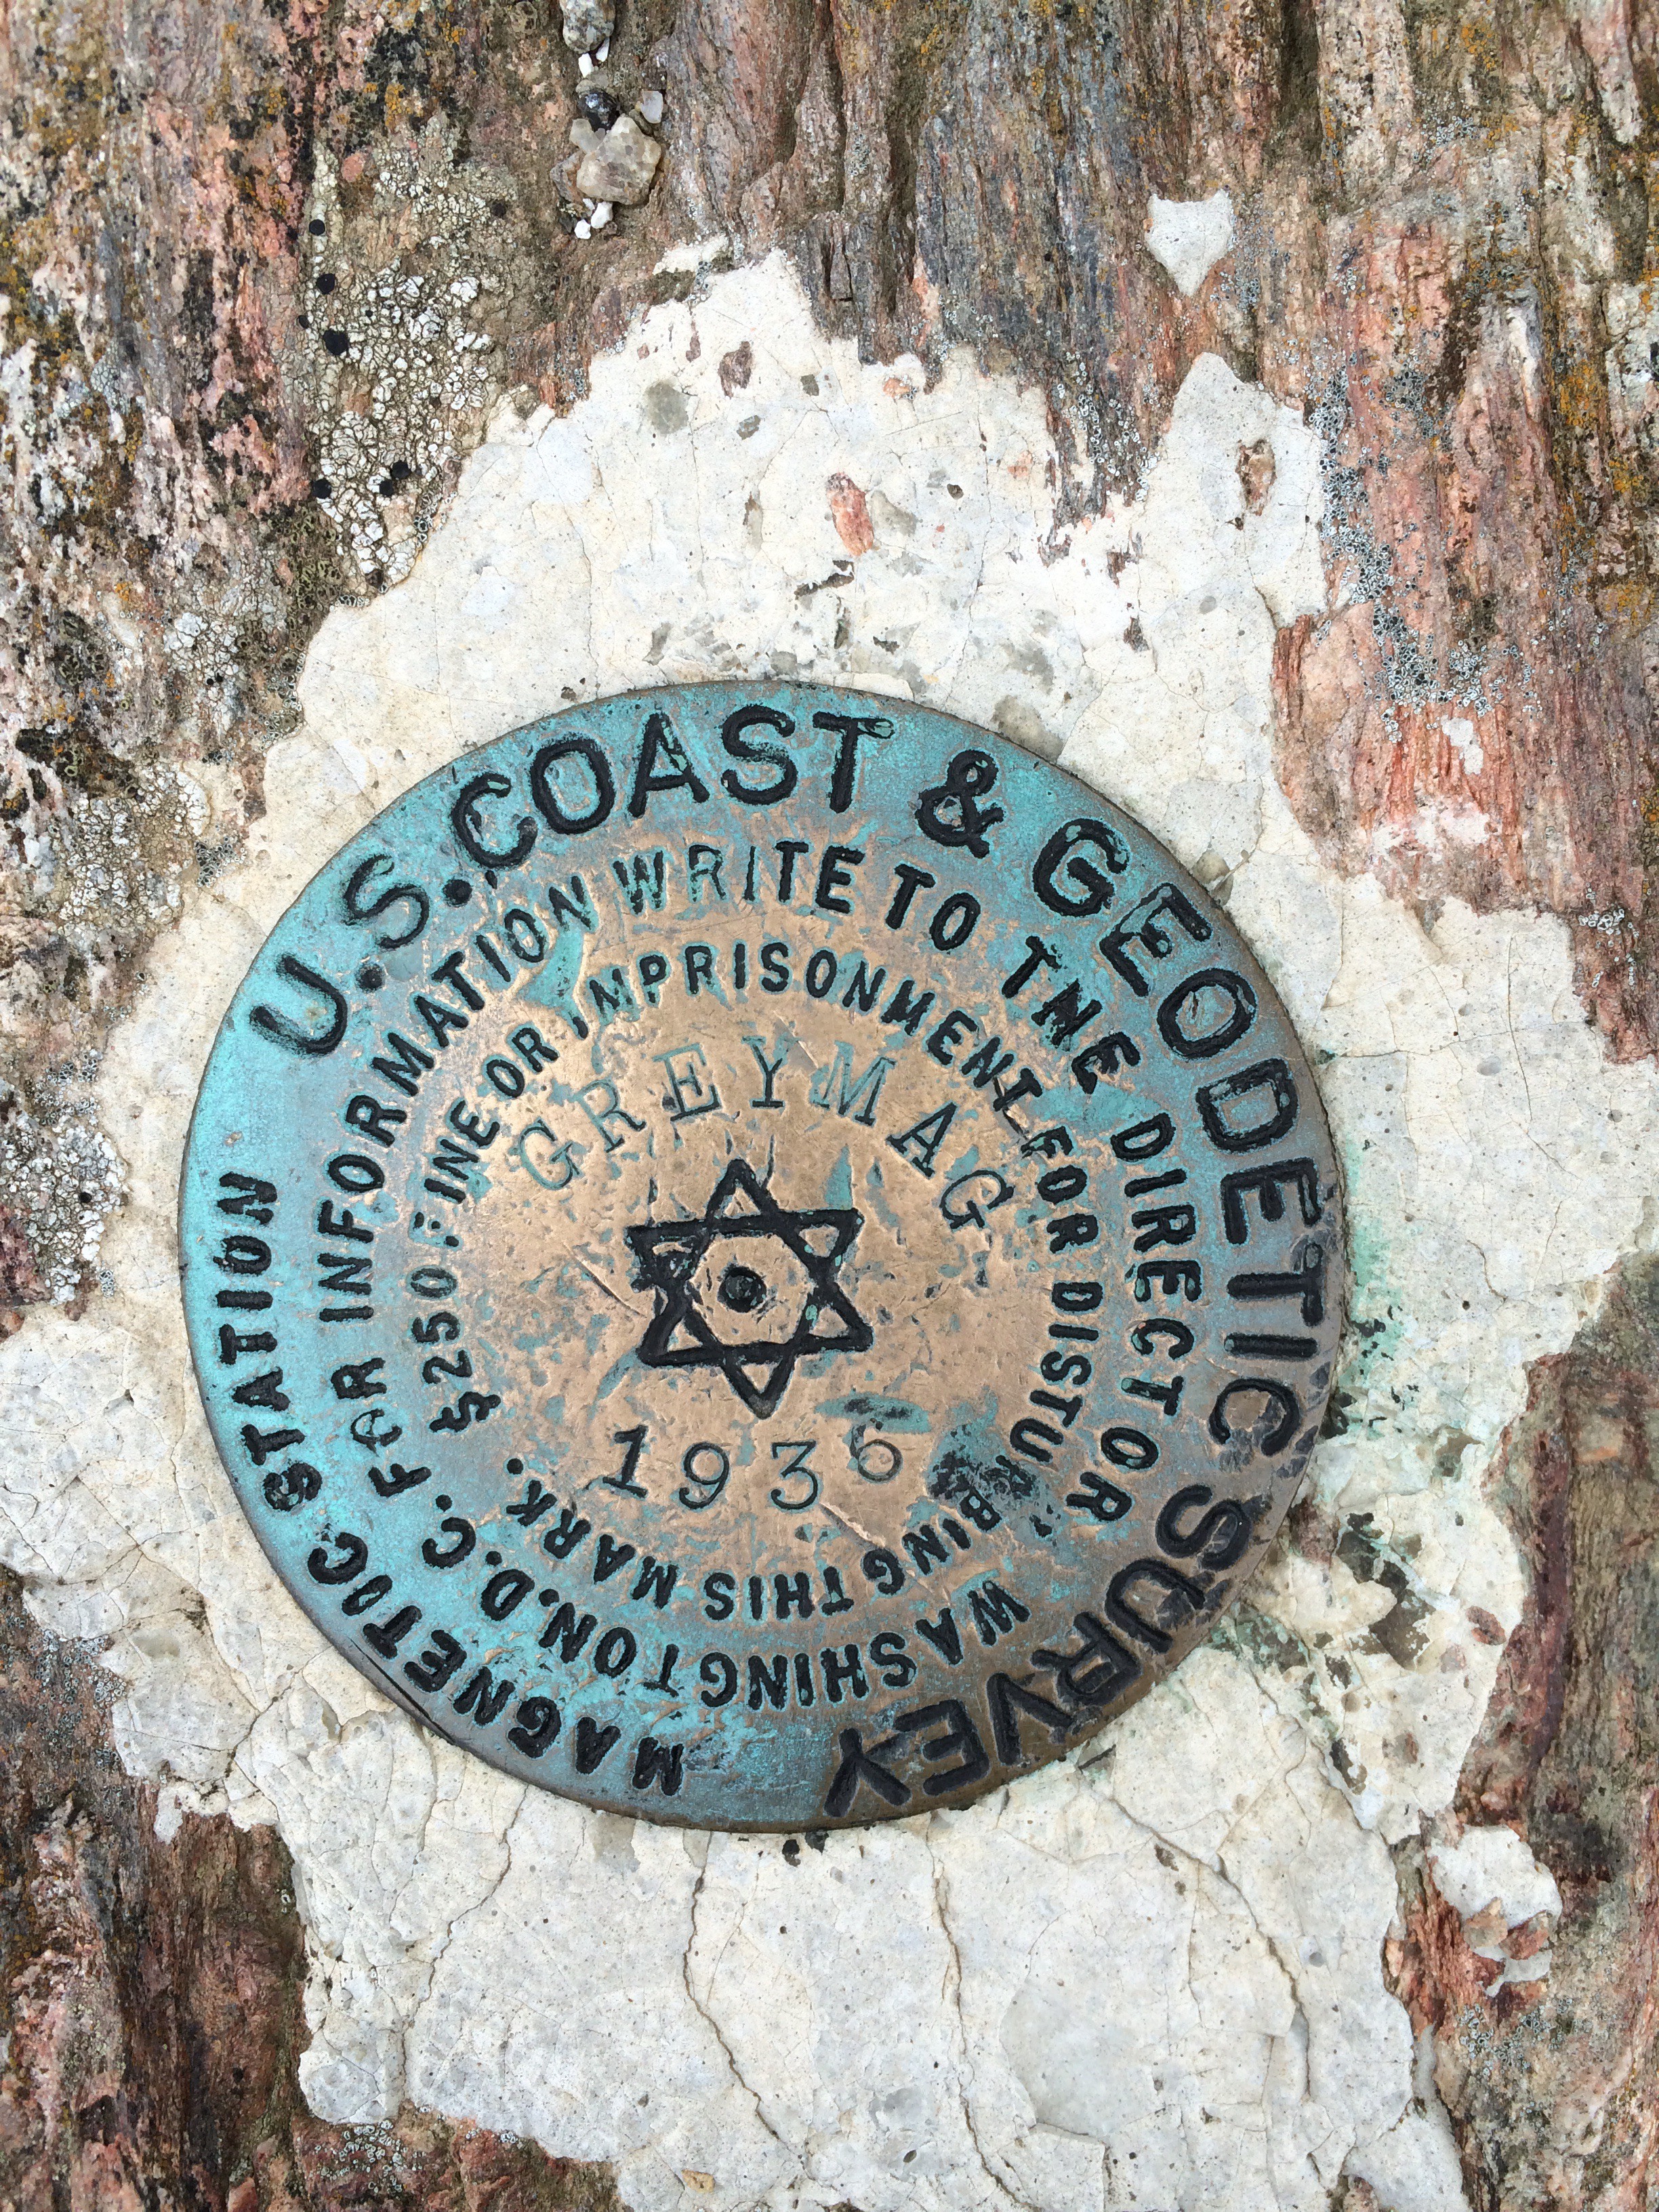 U.S. COAST & GEODETIC SURVEY
MAGNETIC STATION
FOR INFORMATION WRITE TO THE DIRECTOR WASHINGTON, D.C.
$250 FINE OR IMPRISONMENT FOR DISTURBING THIS MARK.
GREYMAG
1936